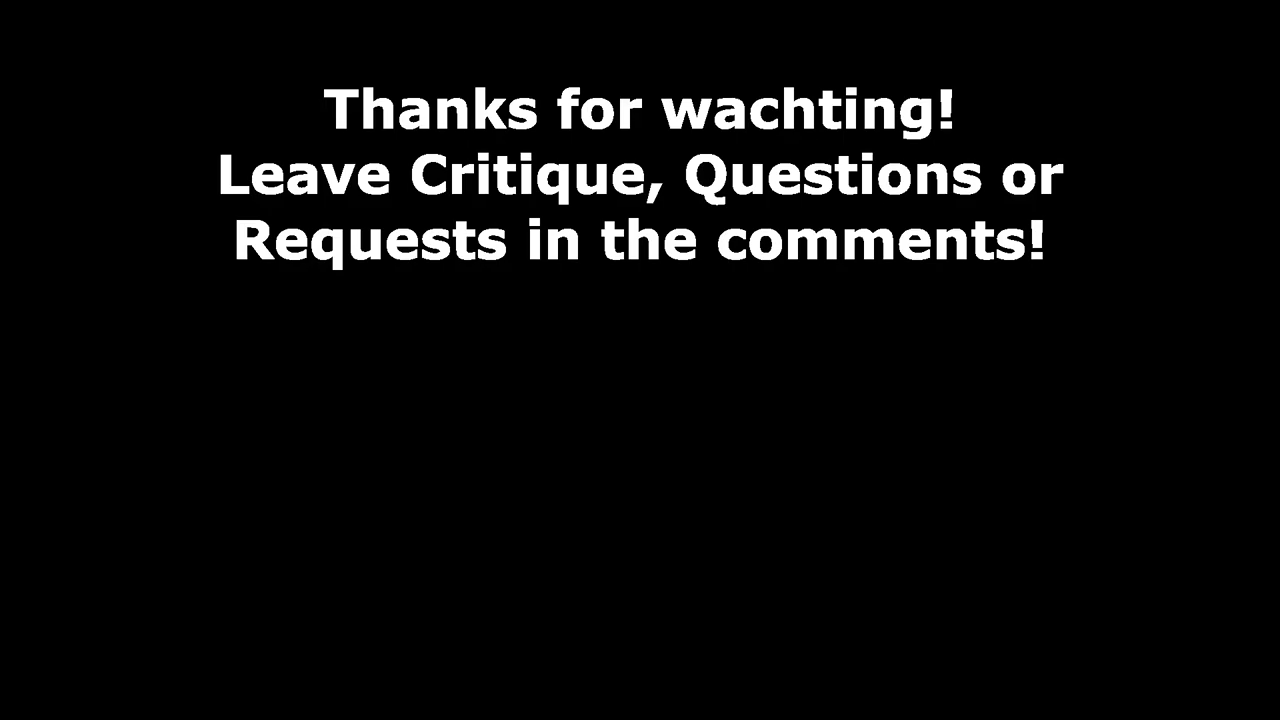 Thanks for wachting!
Leave Critique, Questions or
Requests in the comments!